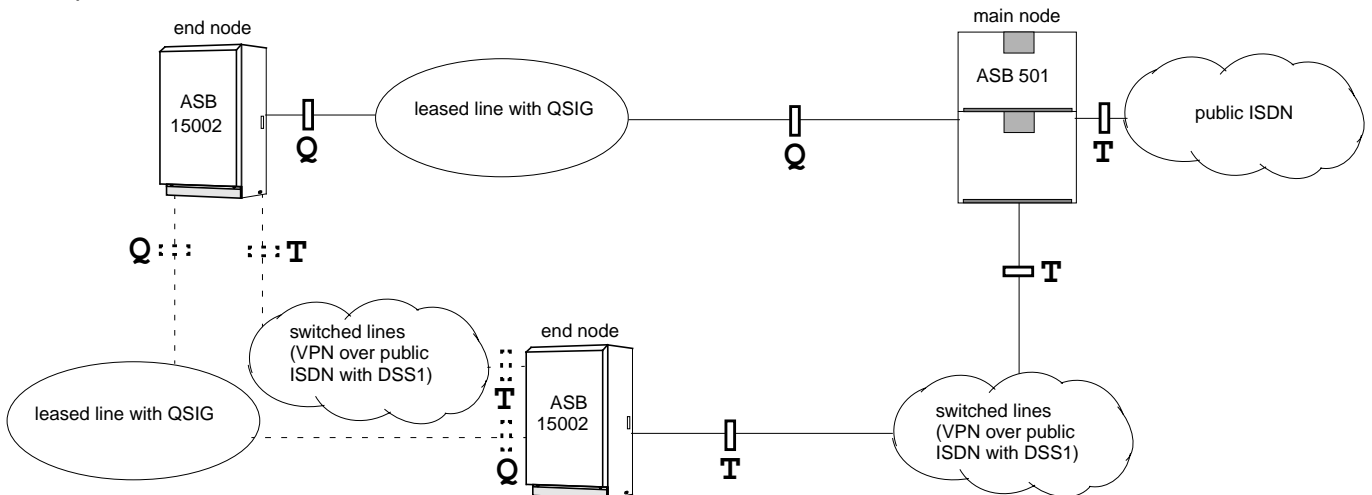 main node
end node
ASB
15002
leased line with QSIG
ASB 501
public ISDN
Q
Q
T
Q
T
T
switched lines
(VPN over public
ISDN with DSS1)
end node
leased line with QSIG
T
ASB
15002
Q
T
switched lines
(VPN over public
ISDN with DSS1)